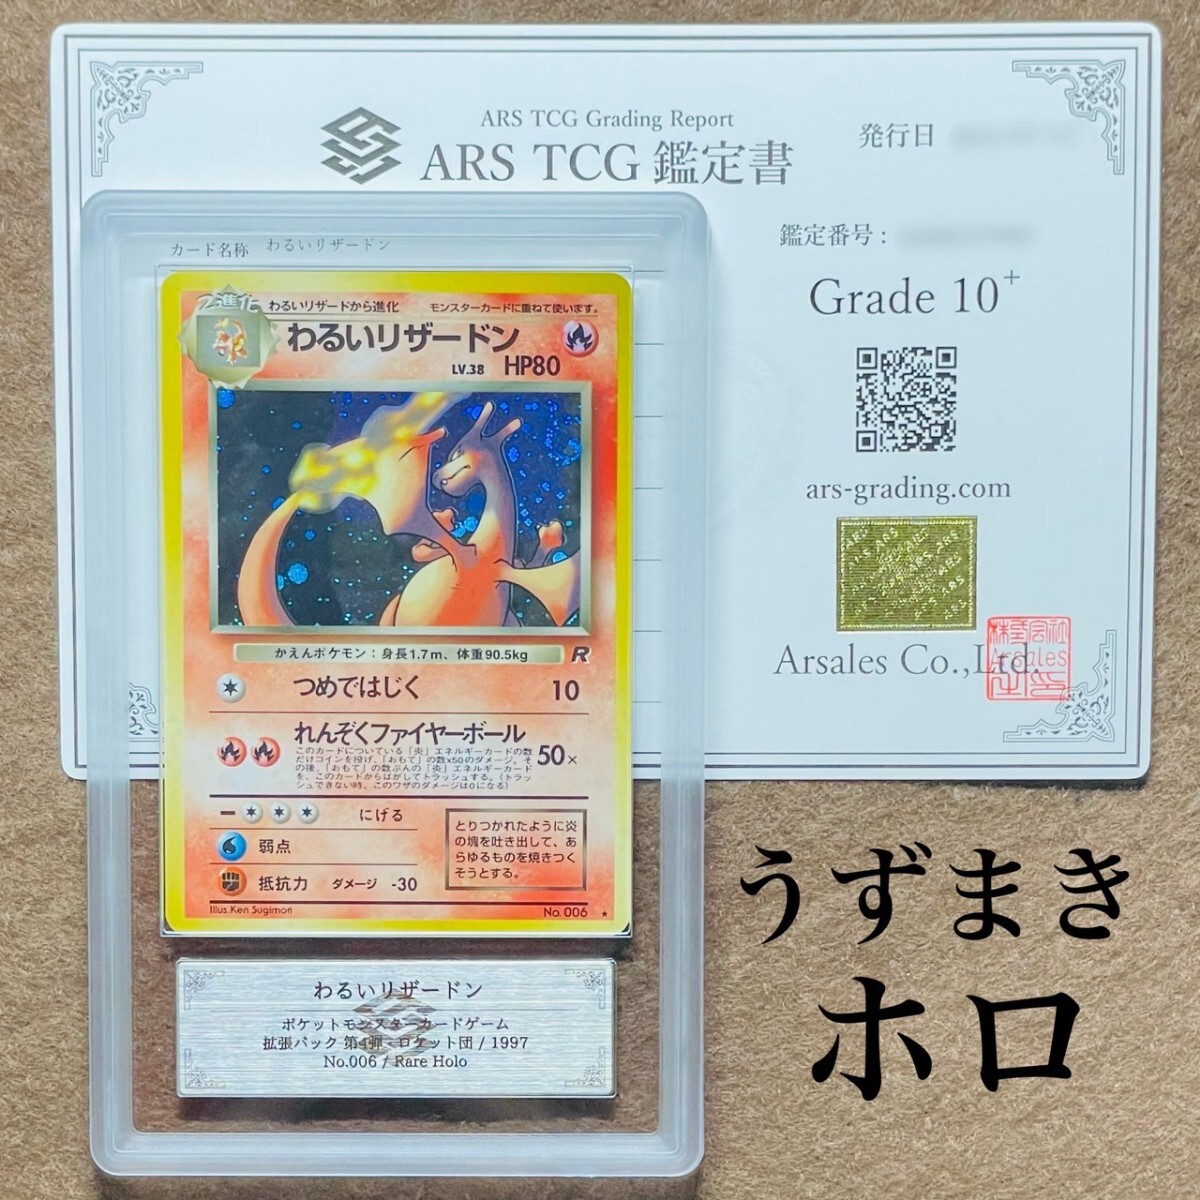 ARS TCG Grading Report
ARS TCG 鑑定書
発行日
鑑定番号 :
Grade 10+
ars-grading.com
Arsales Co.,Ltd.
株式会社
Arsales
カード名称 わるいリザードン
2進化
わるいリザードから進化 モンスターカードに重ねて使います。
わるいリザードン
LV.38 HP80
かえんポケモン：身長1.7m、体重90.5kg R
つめではじく 10
れんぞくファイヤーボール
50×
このカードについている「炎」エネルギーカードの数
だけコインを投げ、「おもて」の数x50のダメージ。そ
の後、「おもて」の数ぶんの「炎」エネルギーカード
を、このカードからはがしてトラッシュする。(トラッ
シュできない時、このワザのダメージは0になる)
にげる
弱点
抵抗力 ダメージ -30
とりつかれたように炎
の塊を吐き出して、あ
らゆるものを焼きつく
そうとする。
Illus. Ken Sugimori No. 006 ★
わるいリザードン
ポケットモンスターカードゲーム
拡張パック 第4弾 - ロケット団 / 1997
No.006 / Rare Holo
うずまき
ホロ